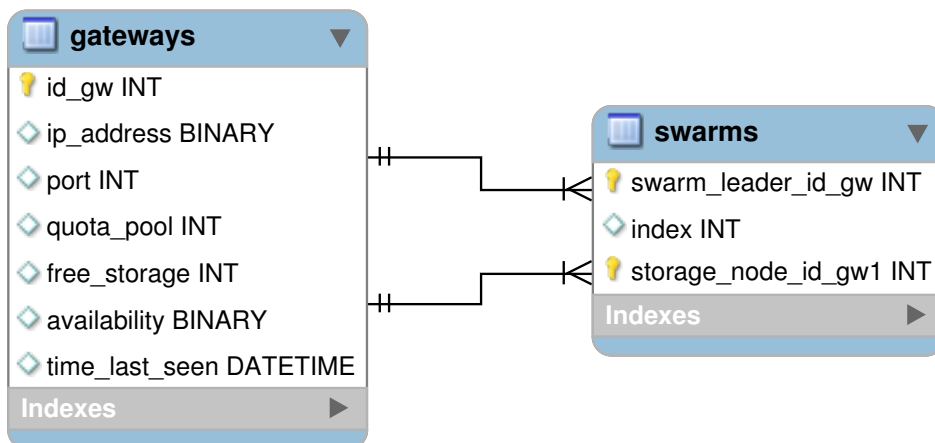 gateways
id_gw INT
ip_address BINARY
port INT
quota_pool INT
free_storage INT
availability BINARY
time_last_seen DATETIME
Indexes
swarms
swarm_leader_id_gw INT
index INT
storage_node_id_gw1 INT
Indexes